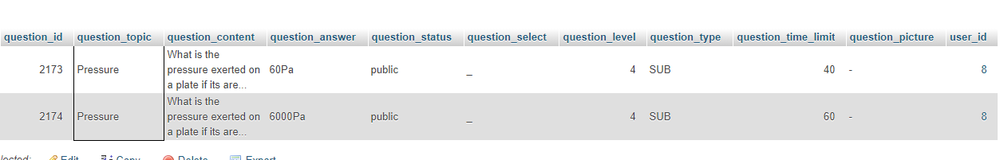 question_id question_topic question_content question_answer question_status question_select question_level question_type question_time_limit question_picture user_id
2173 Pressure What is the pressure exerted on a plate if its are... 60Pa public _ 4 SUB 40 - 8
2174 Pressure What is the pressure exerted on a plate if its are... 6000Pa public _ 4 SUB 60 - 8
lected: Edit Copy Delete Export